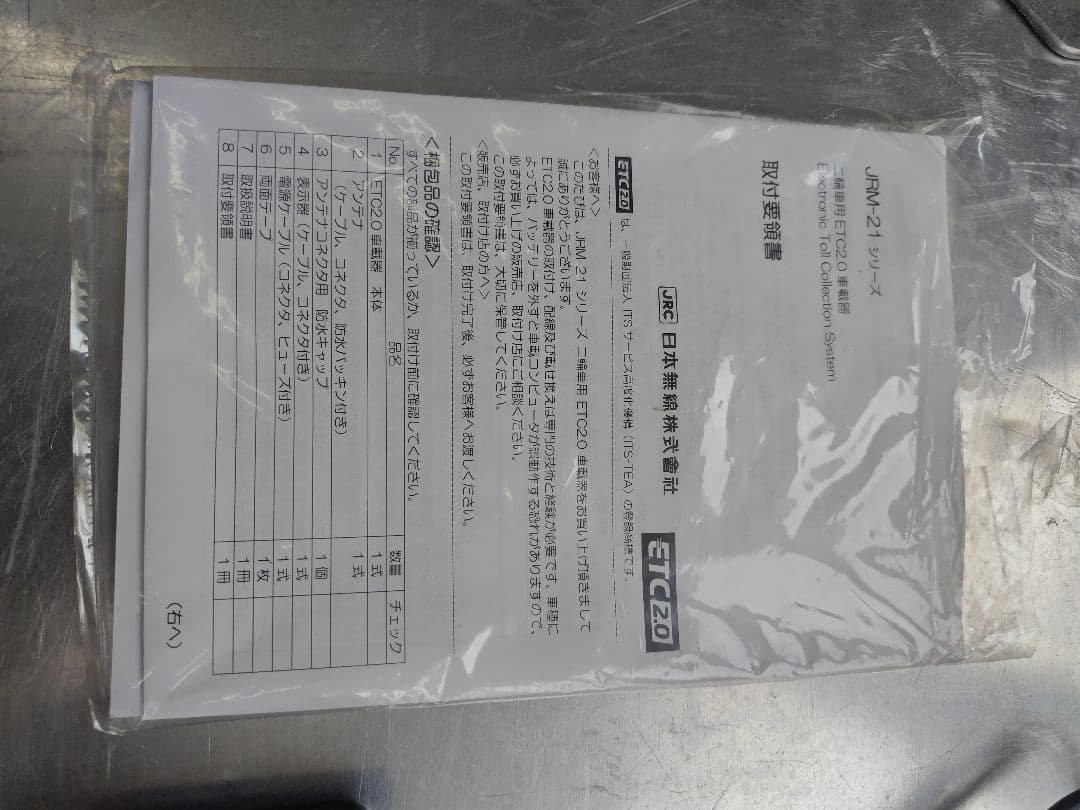 JRM-21 シリーズ
二輪車用 ETC2.0 車載器
Electronic Toll Collection System
取付要領書
JRC 日本無線株式會社
ETC2.0
ETC2.0 は、一般財団法人 ITS サービス高度化機構 (ITS-TEA) の登録商標です。
<お客様へ>
このたびは、JRM-21 シリーズ 二輪車用 ETC2.0 車載器をお買い上げ頂きまして
誠にありがとうございます。
ETC2.0 車載器の取付け、配線及び載せ換えは専門の技術と経験が必要です。車種に
よっては、バッテリーを外すと車載コンピュータが誤動作する恐れがありますので、
必ずお買い上げの販売店、取付け店にご相談ください。
この取付要領書は、大切に保管してください。
<販売店、取付け店の方へ>
この取付要領書は、取付け完了後、必ずお客様へお渡しください。
<梱包品の確認>
すべての梱包品が揃っているか、取付け前に確認してください。
No. 品名 数量 チェック
1 ETC2.0 車載器 本体 1 式
2 アンテナ
(ケーブル、コネクタ、防水パッキン付き) 1 式
3 アンテナコネクタ用 防水キャップ 1 個
4 表示器 (ケーブル、コネクタ付き) 1 式
5 電源ケーブル (コネクタ、ヒューズ付き) 1 式
6 両面テープ 1 枚
7 取扱説明書 1 冊
8 取付要領書 1 冊
(右へ)